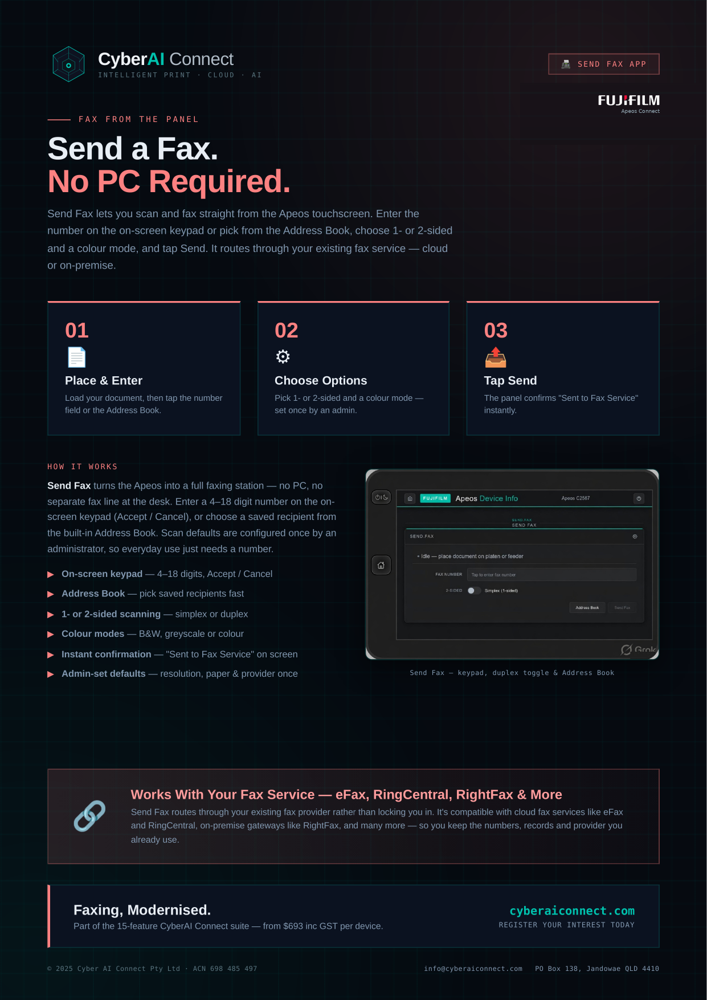 CyberAI Connect
INTELLIGENT PRINT · CLOUD · AI
SEND FAX APP
FUJIFILM
Apeos Connect
FAX FROM THE PANEL
Send a Fax.
No PC Required.
Send Fax lets you scan and fax straight from the Apeos touchscreen. Enter the
number on the on-screen keypad or pick from the Address Book, choose 1- or 2-sided
and a colour mode, and tap Send. It routes through your existing fax service — cloud
or on-premise.
01
Place & Enter
Load your document, then tap the number
field or the Address Book.
02
Choose Options
Pick 1- or 2-sided and a colour mode —
set once by an admin.
03
Tap Send
The panel confirms "Sent to Fax Service"
instantly.
HOW IT WORKS
Send Fax turns the Apeos into a full faxing station — no PC, no
separate fax line at the desk. Enter a 4–18 digit number on the on-
screen keypad (Accept / Cancel), or choose a saved recipient from
the built-in Address Book. Scan defaults are configured once by an
administrator, so everyday use just needs a number.
▶ On-screen keypad — 4–18 digits, Accept / Cancel
▶ Address Book — pick saved recipients fast
▶ 1- or 2-sided scanning — simplex or duplex
▶ Colour modes — B&W, greyscale or colour
▶ Instant confirmation — "Sent to Fax Service" on screen
▶ Admin-set defaults — resolution, paper & provider once
FUJIFILM Apeos Device Info Apeos C2567
SEND.FAX
SEND FAX
SEND.FAX
• Idle — place document on platen or feeder
FAX NUMBER Tap to enter fax number
2-SIDED Simplex (1-sided)
Address Book Send Fax
Grok
Send Fax — keypad, duplex toggle & Address Book
Works With Your Fax Service — eFax, RingCentral, RightFax & More
Send Fax routes through your existing fax provider rather than locking you in. It's compatible with cloud fax services like eFax
and RingCentral, on-premise gateways like RightFax, and many more — so you keep the numbers, records and provider you
already use.
Faxing, Modernised.
Part of the 15-feature CyberAI Connect suite — from $693 inc GST per device.
cyberaiconnect.com
REGISTER YOUR INTEREST TODAY
© 2025 Cyber AI Connect Pty Ltd · ACN 698 485 497
info@cyberaiconnect.com PO Box 138, Jandowae QLD 4410